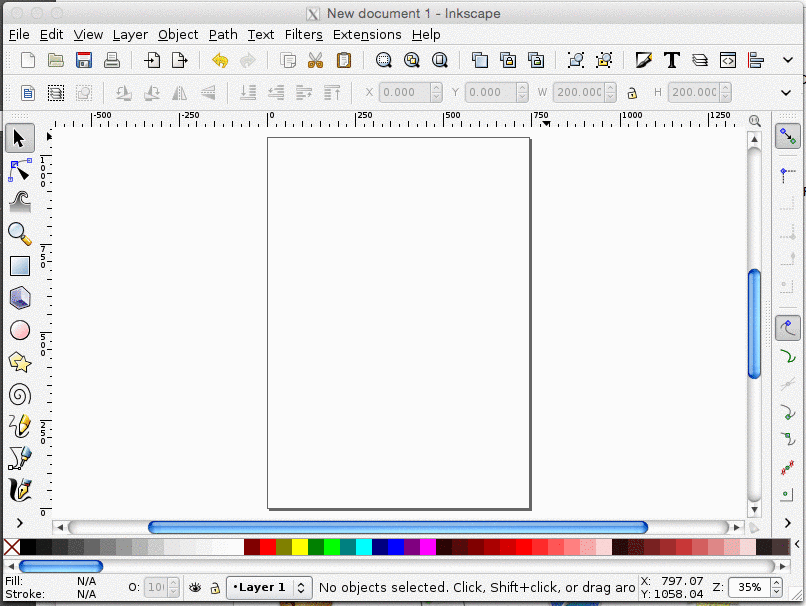 New document 1 - Inkscape
File Edit View Layer Object Path Text Filters Extensions Help
X 0.000 Y 0.000 W 200.000 H 200.000
-500 -250 0 250 500 750 1000 1250
1000
750
500
250
0
Fill: N/A
Stroke: N/A
O:
•Layer 1
No objects selected. Click, Shift+click, or drag aro
X: 797.07
Y: 1058.04
Z: 35%